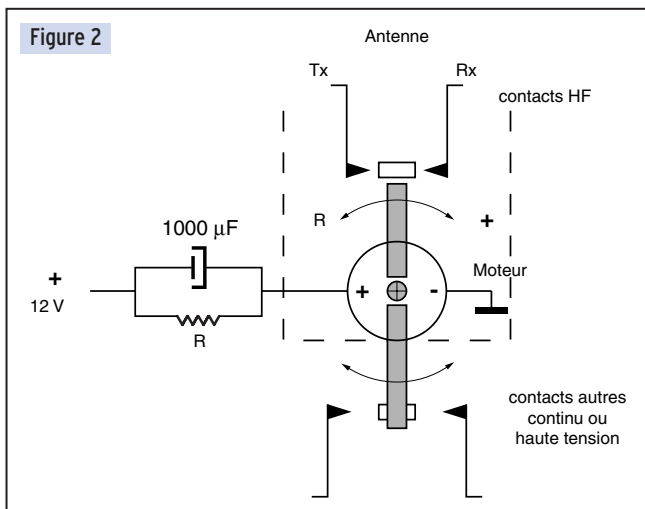 Figure 2
Antenne
Tx
Rx
contacts HF
R
+
1000 µF
+
12 V
R
+
-
Moteur
contacts autres
continu ou
haute tension